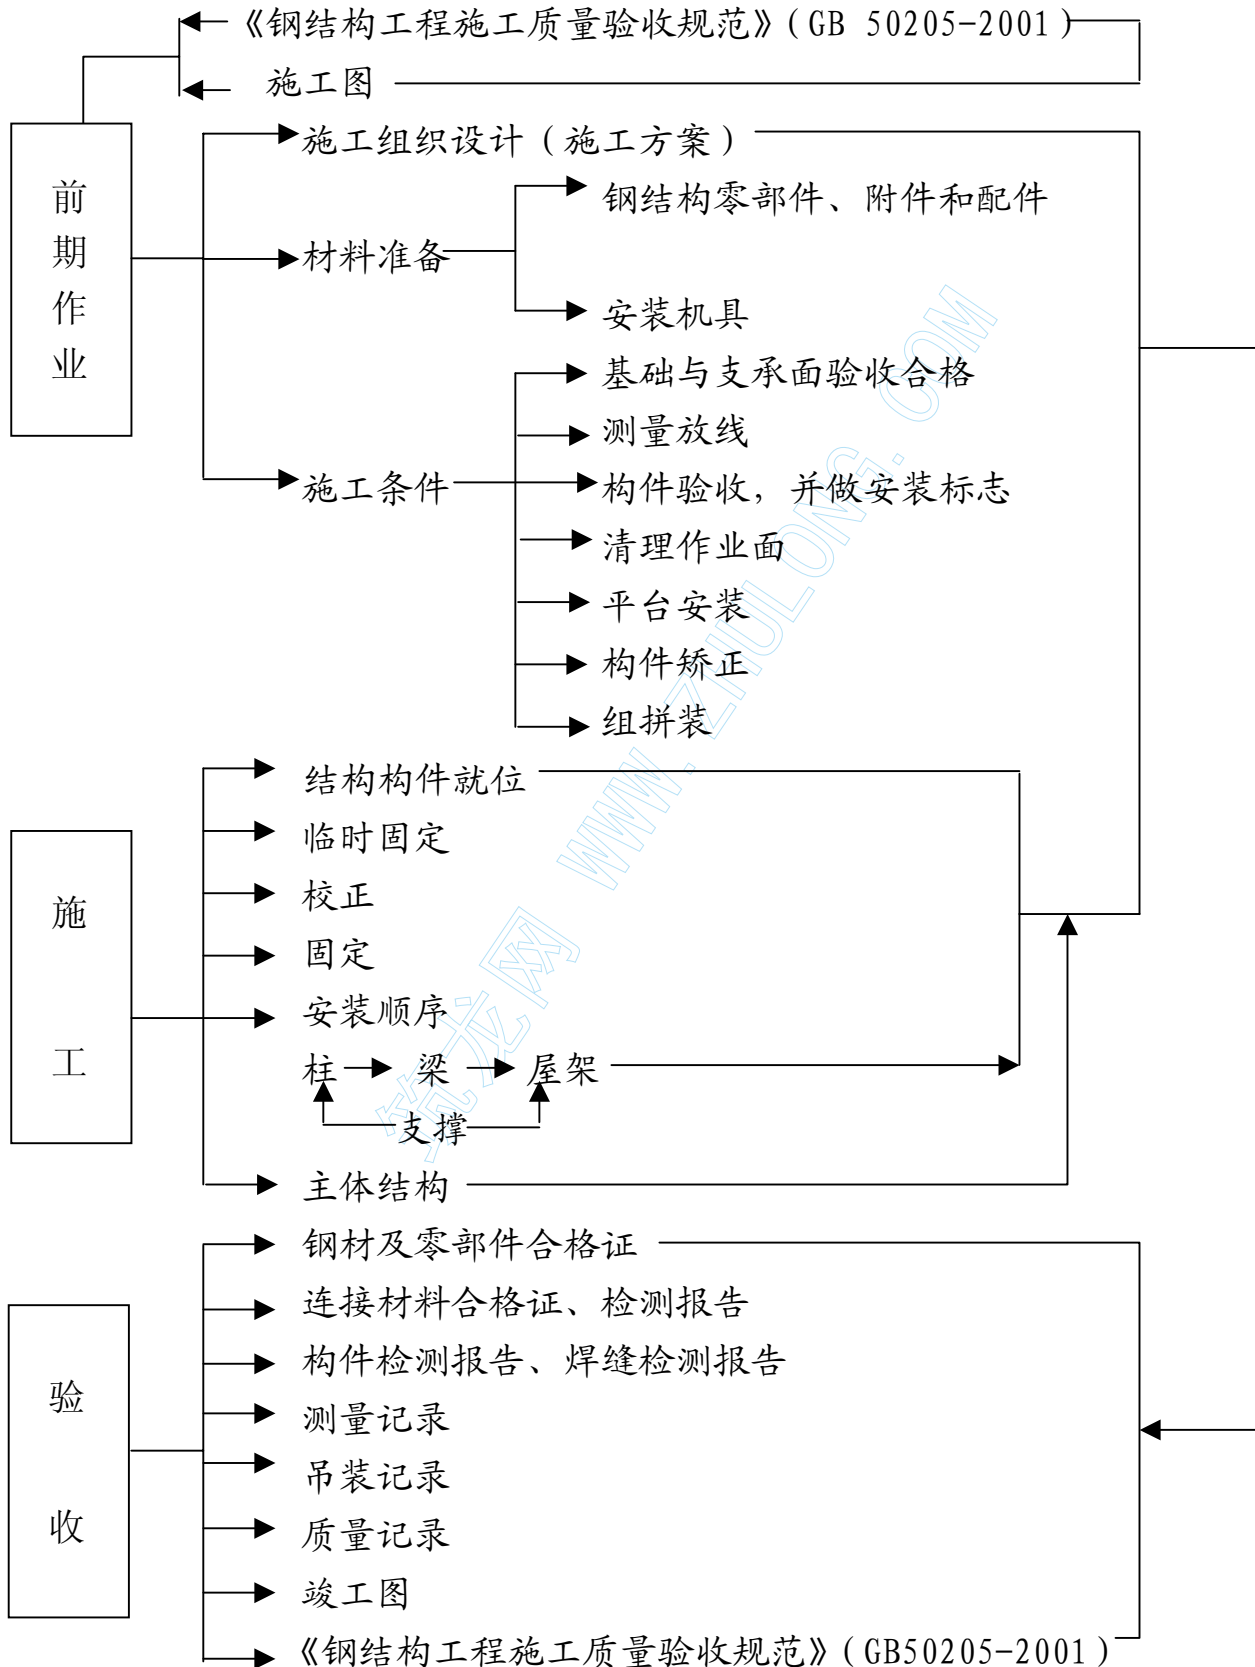 《钢结构工程施工质量验收规范》(GB 50205-2001)
施工图
前期作业
施工组织设计（施工方案）
材料准备
钢结构零部件、附件和配件
安装机具
施工条件
基础与支承面验收合格
测量放线
构件验收，并做安装标志
清理作业面
平台安装
构件矫正
组拼装
施工
结构构件就位
临时固定
校正
固定
安装顺序
柱 梁 屋架
支撑
主体结构
验收
钢材及零部件合格证
连接材料合格证、检测报告
构件检测报告、焊缝检测报告
测量记录
吊装记录
质量记录
竣工图
《钢结构工程施工质量验收规范》(GB50205-2001)
筑龙网 WWW.ZHULONG.COM